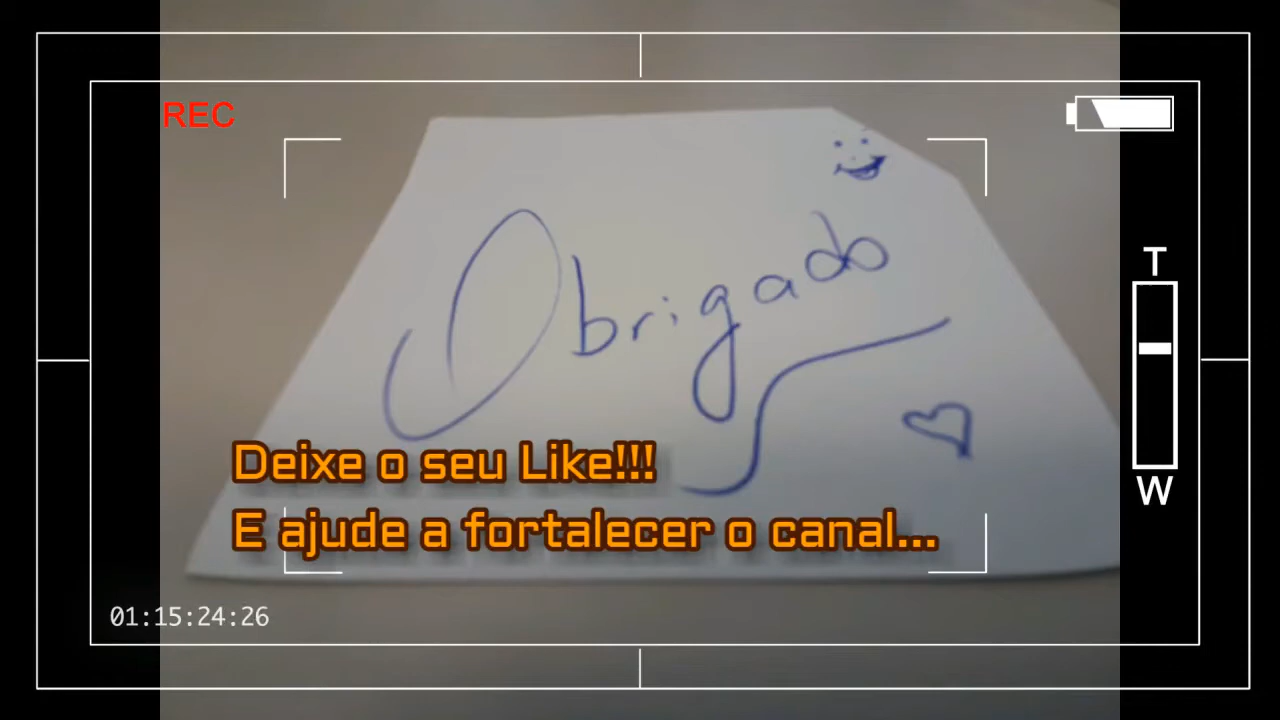 REC
T
Obrigado
Deixe o seu Like!!!
W
E ajude a fortalecer o canal...
01:15:24:26